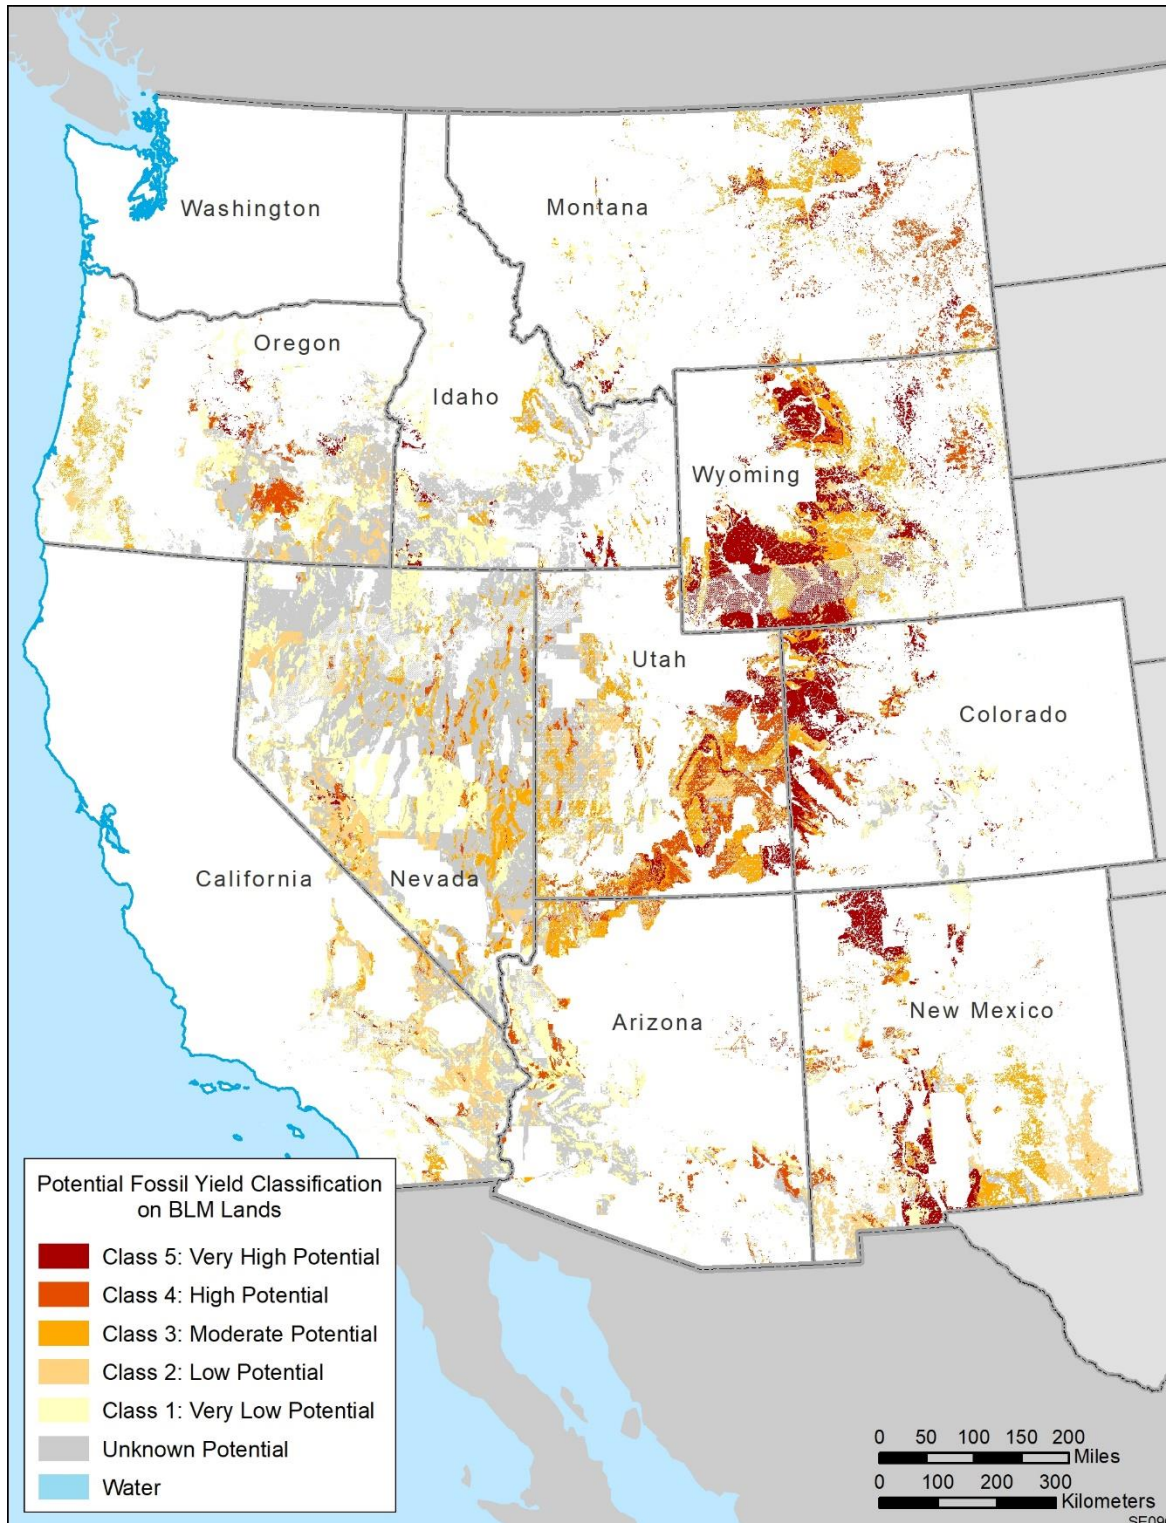 Washington
Montana
Oregon
Idaho
Wyoming
Utah
Colorado
California
Nevada
Arizona
New Mexico
Potential Fossil Yield Classification
on BLM Lands
Class 5: Very High Potential
Class 4: High Potential
Class 3: Moderate Potential
Class 2: Low Potential
Class 1: Very Low Potential
Unknown Potential
Water
0 50 100 150 200
Miles
0 100 200 300
Kilometers